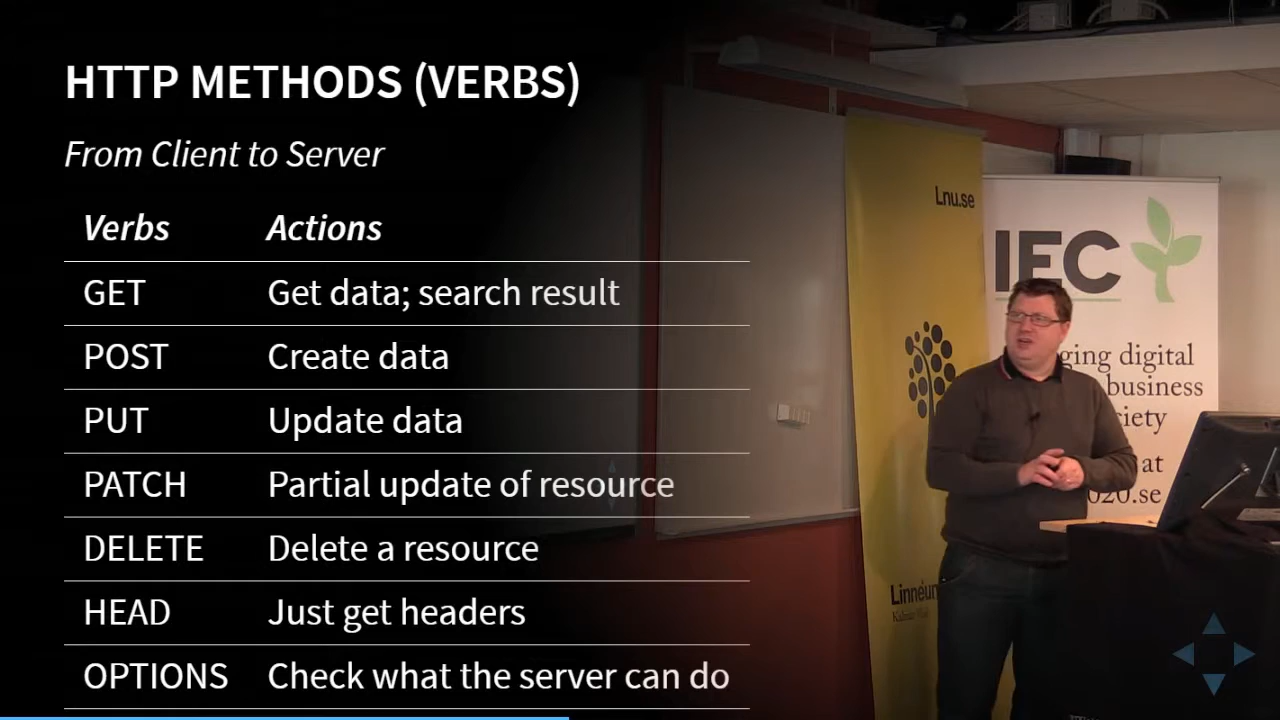 HTTP METHODS (VERBS)
From Client to Server
Verbs Actions
GET Get data; search result
POST Create data
PUT Update data
PATCH Partial update of resource
DELETE Delete a resource
HEAD Just get headers
OPTIONS Check what the server can do
Lnu.se
IEC
ging digital
business
ciety
at
020.se
Linnéun